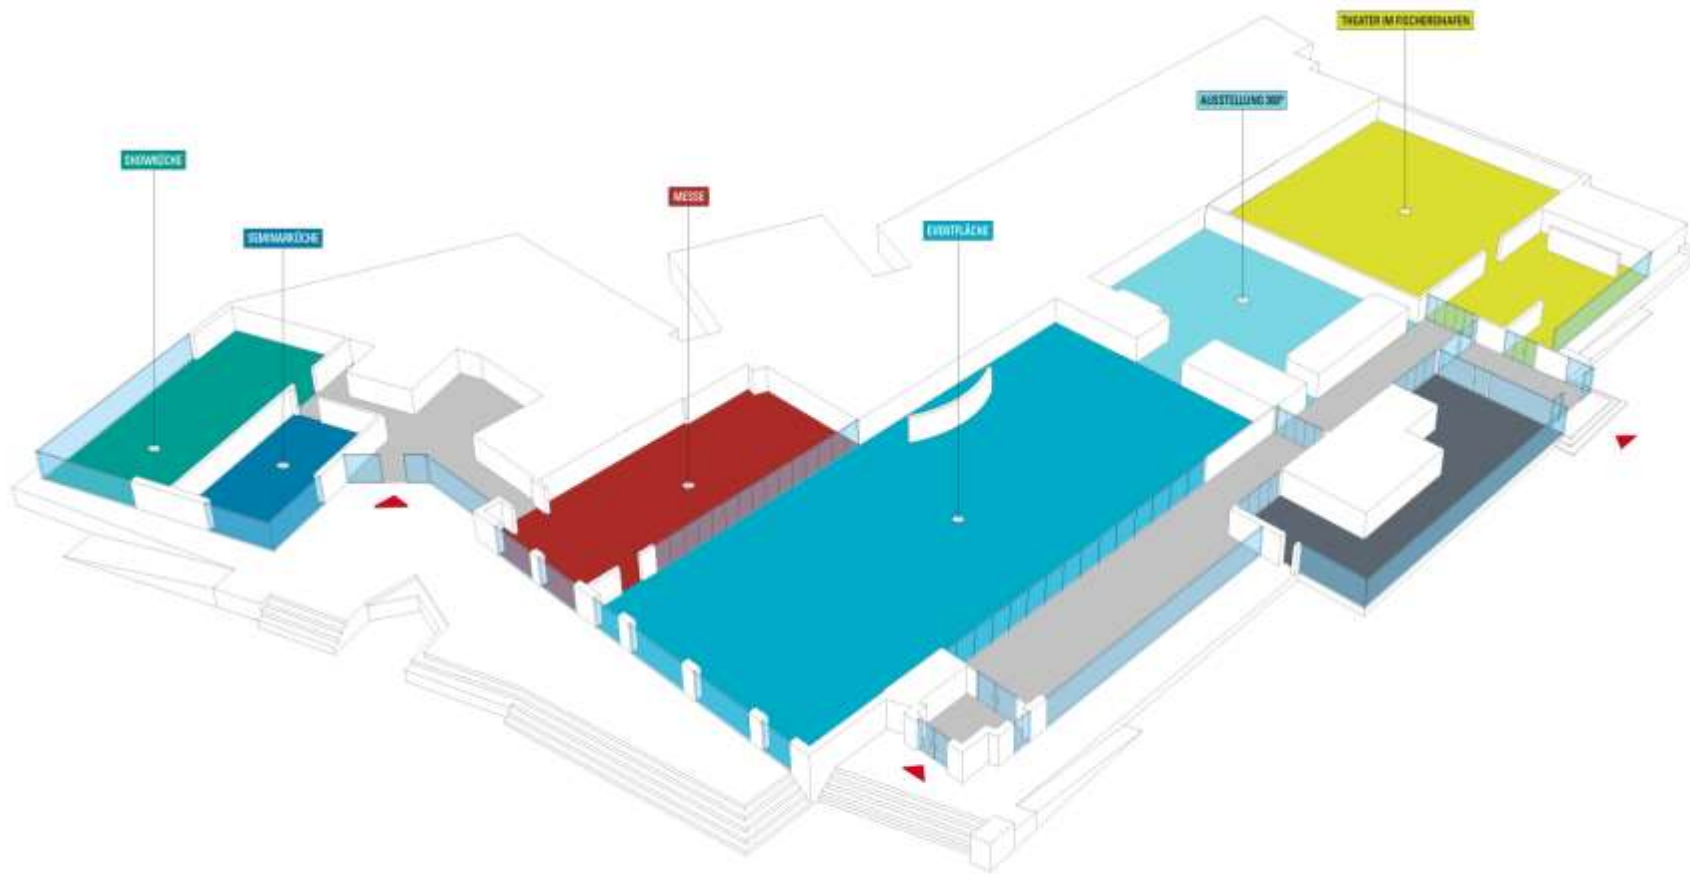 THEATER IM FISCHEREIHAFEN
AUSSTELLUNG 360°
SHOWKÜCHE
MESSE
EVENTFLÄCHE
SEMINARKÜCHE